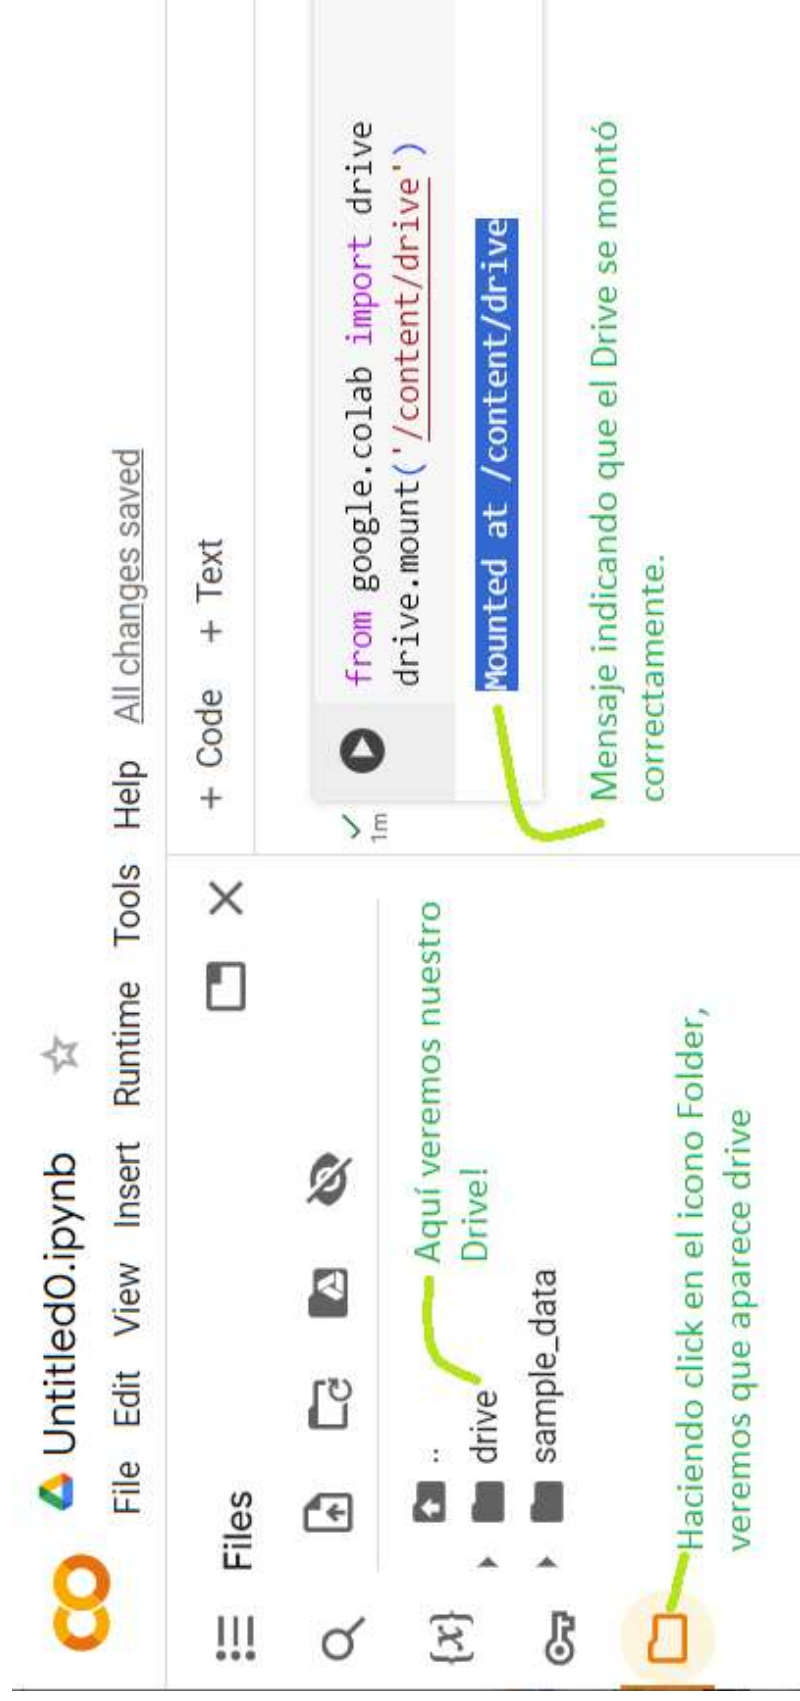 Untitled0.ipynb
File Edit View Insert Runtime Tools Help All changes saved
Files
+ Code + Text
from google.colab import drive
drive.mount('/content/drive')
1m
..
drive
sample_data
Aquí veremos nuestro
Drive!
Mounted at /content/drive
Mensaje indicando que el Drive se montó
correctamente.
{x}
Haciendo click en el icono Folder,
veremos que aparece drive